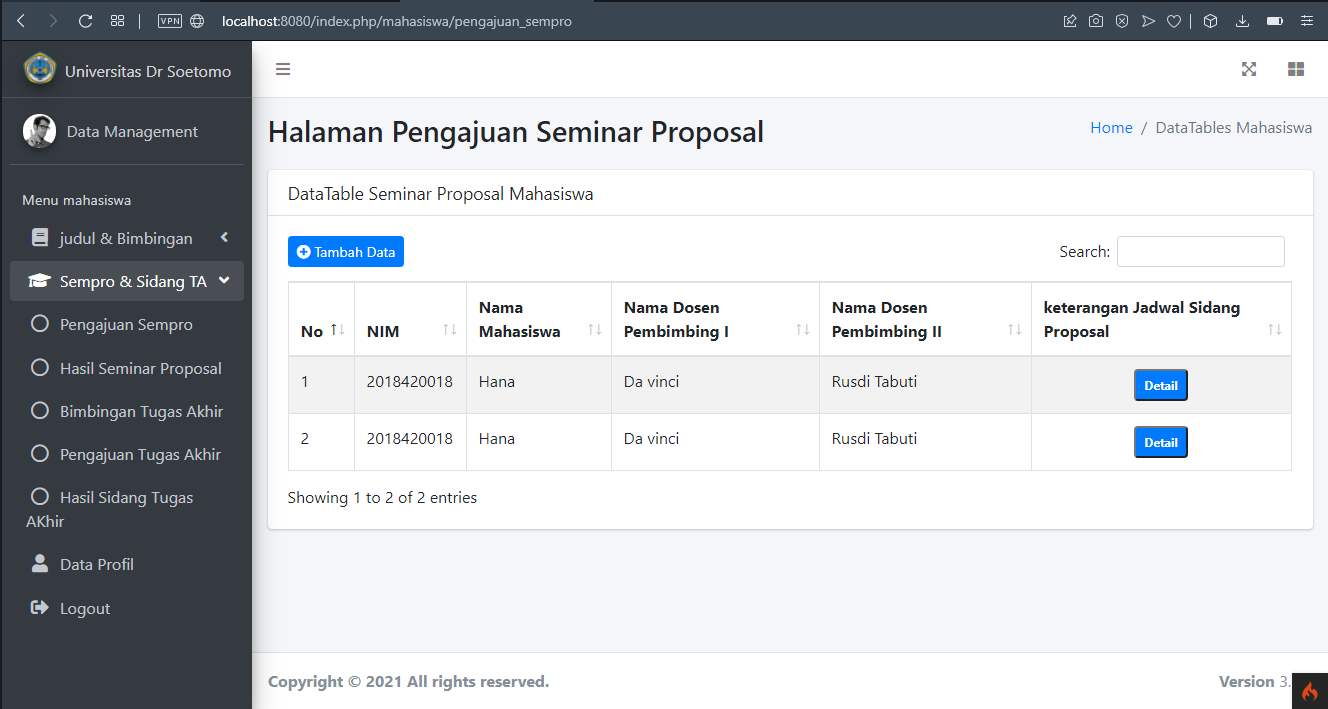 VPN localhost:8080/index.php/mahasiswa/pengajuan_sempro
Universitas Dr Soetomo
Data Management
Menu mahasiswa
judul & Bimbingan
Sempro & Sidang TA
Pengajuan Sempro
Hasil Seminar Proposal
Bimbingan Tugas Akhir
Pengajuan Tugas Akhir
Hasil Sidang Tugas
AKhir
Data Profil
Logout
Halaman Pengajuan Seminar Proposal
Home / DataTables Mahasiswa
DataTable Seminar Proposal Mahasiswa
Tambah Data
Search:
No NIM Nama Mahasiswa Nama Dosen Pembimbing I Nama Dosen Pembimbing II keterangan Jadwal Sidang Proposal
1 2018420018 Hana Da vinci Rusdi Tabuti Detail
2 2018420018 Hana Da vinci Rusdi Tabuti Detail
Showing 1 to 2 of 2 entries
Copyright © 2021 All rights reserved.
Version 3.